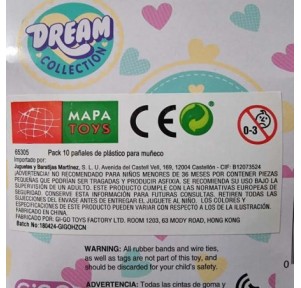 DREAM
COLLECTION
MAPA
TOYS
CE
0-3
65305 Pack 10 pañales de plástico para muñeco
Importado por:
Juguetes y Baratijas Martínez, S. L. U. Avenida del Castell Vell, 169, 12004 Castellón - CIF: B12073524
¡ADVERTENCIA! NO RECOMENDADO PARA NIÑOS MENORES DE 36 MESES POR CONTENER PIEZAS
PEQUEÑAS QUE PODRÍAN SER TRAGADAS Y PRODUCIR ASFIXIA. SE RECOMIENDA SU USO BAJO LA
SUPERVISIÓN DE UN ADULTO. ESTE PRODUCTO CUMPLE CON LAS NORMATIVAS EUROPEAS DE
SEGURIDAD. CONSERVE ESTA INFORMACIÓN PARA FUTURAS CONSULTAS. RETIREN TODAS LAS
SUJECCIONES DEL ENVASE ANTES DE ENTREGAR EL JUGUETE AL NIÑO. LOS COLORES Y
ESPECIFICACIONES DE ESTE PRODUCTO PUEDEN VARIAR CON RESPECTO A LOS DE LA ILUSTRACIÓN.
FABRICADO EN CHINA.
FABRICADO POR: GI-GO TOYS FACTORY LTD. ROOM 1203, 63 MODY ROAD, HONG KONG
Batch No: 180424-GIGOHZCN
WARNING: All rubber bands and wire ties,
as well as tags are not part of this toy, and
should be discarded for your child's safety.
Atención: Todas las cintas de goma y